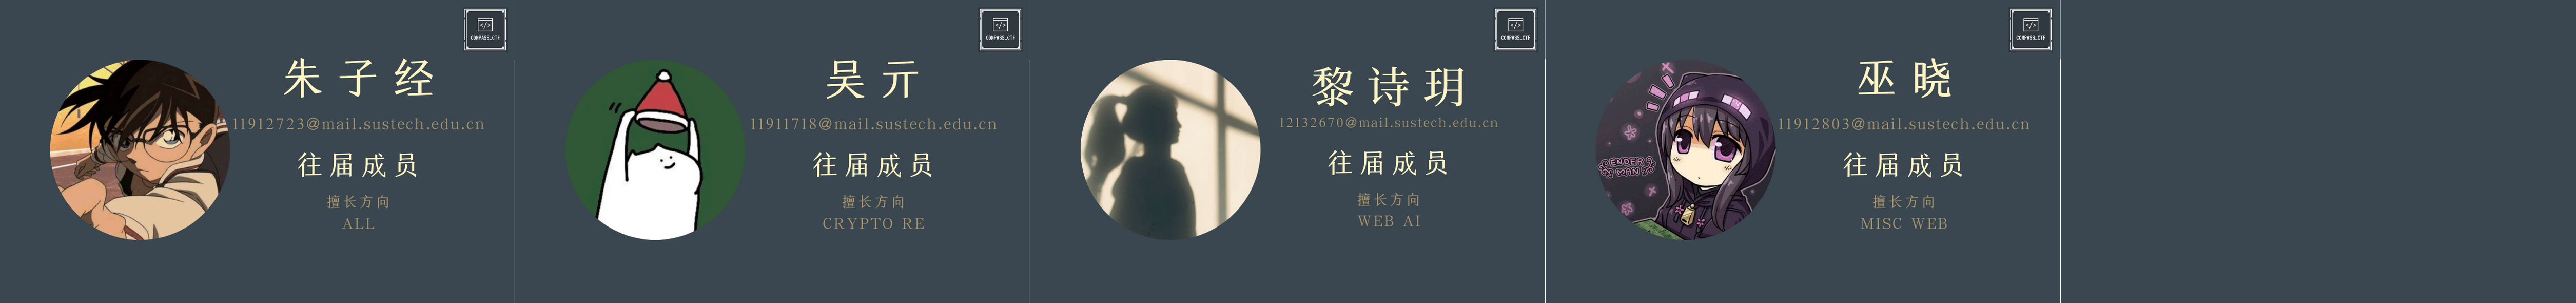 </>
COMPASS_CTF
朱子经
11912723@mail.sustech.edu.cn
往届成员
擅长方向
ALL
</>
COMPASS_CTF
吴亓
11911718@mail.sustech.edu.cn
往届成员
擅长方向
CRYPTO RE
</>
COMPASS_CTF
黎诗玥
12132670@mail.sustech.edu.cn
往届成员
擅长方向
WEB AI
</>
COMPASS_CTF
ENDER
MAN
巫晓
11912803@mail.sustech.edu.cn
往届成员
擅长方向
MISC WEB